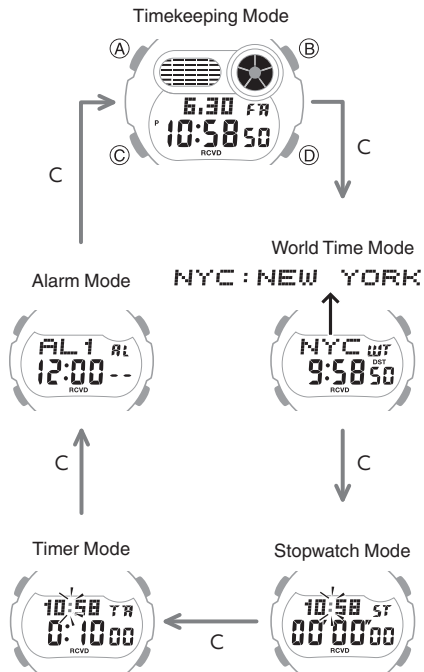 Timekeeping Mode
A
B
6.30 FR
P 10:58 50
RCVD
C
D
C
C
World Time Mode
NYC:NEW YORK
Alarm Mode
AL1 AL
12:00 --
RCVD
NYC WT
DST
9:58 50
RCVD
C
C
Timer Mode
Stopwatch Mode
10:58 TR
0:10 00
RCVD
C
10:58 ST
00'00"00
RCVD